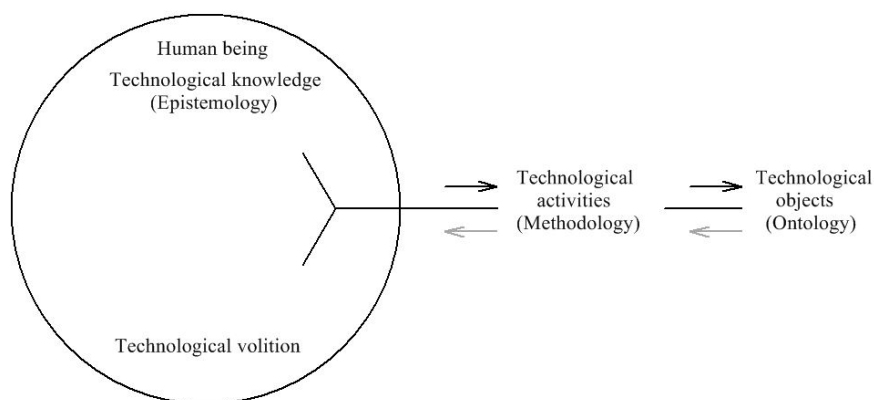 Human being
Technological knowledge
(Epistemology)
Technological
activities
(Methodology)
Technological
objects
(Ontology)
Technological volition